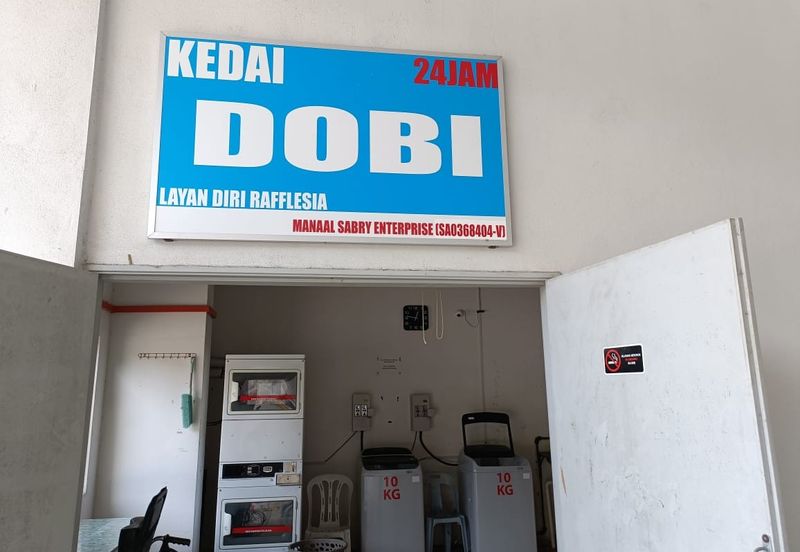 KEDAI
24JAM
DOBI
LAYAN DIRI RAFFLESIA
MANAAL SABRY ENTERPRISE (SA0368404-V)
10
KG
10
KG